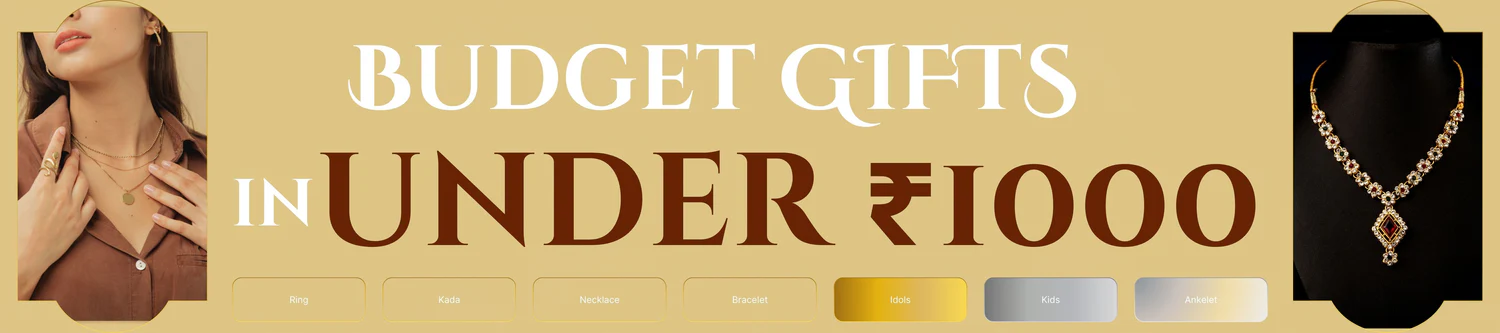 BUDGET GIFTS
IN UNDER ₹1000
Ring Kada Necklace Bracelet Idols Kids Ankelet